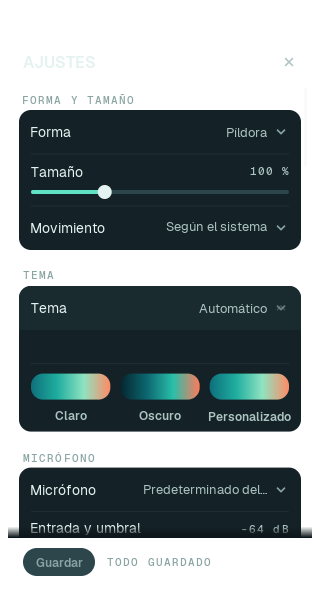 AJUSTES ×
FORMA Y TAMAÑO
Forma Píldora
Tamaño 100 %
Movimiento Según el sistema
TEMA
Tema Automático
Claro Oscuro Personalizado
MICRÓFONO
Micrófono Predeterminado del…
Entrada y umbral -64 dB
Guardar TODO GUARDADO